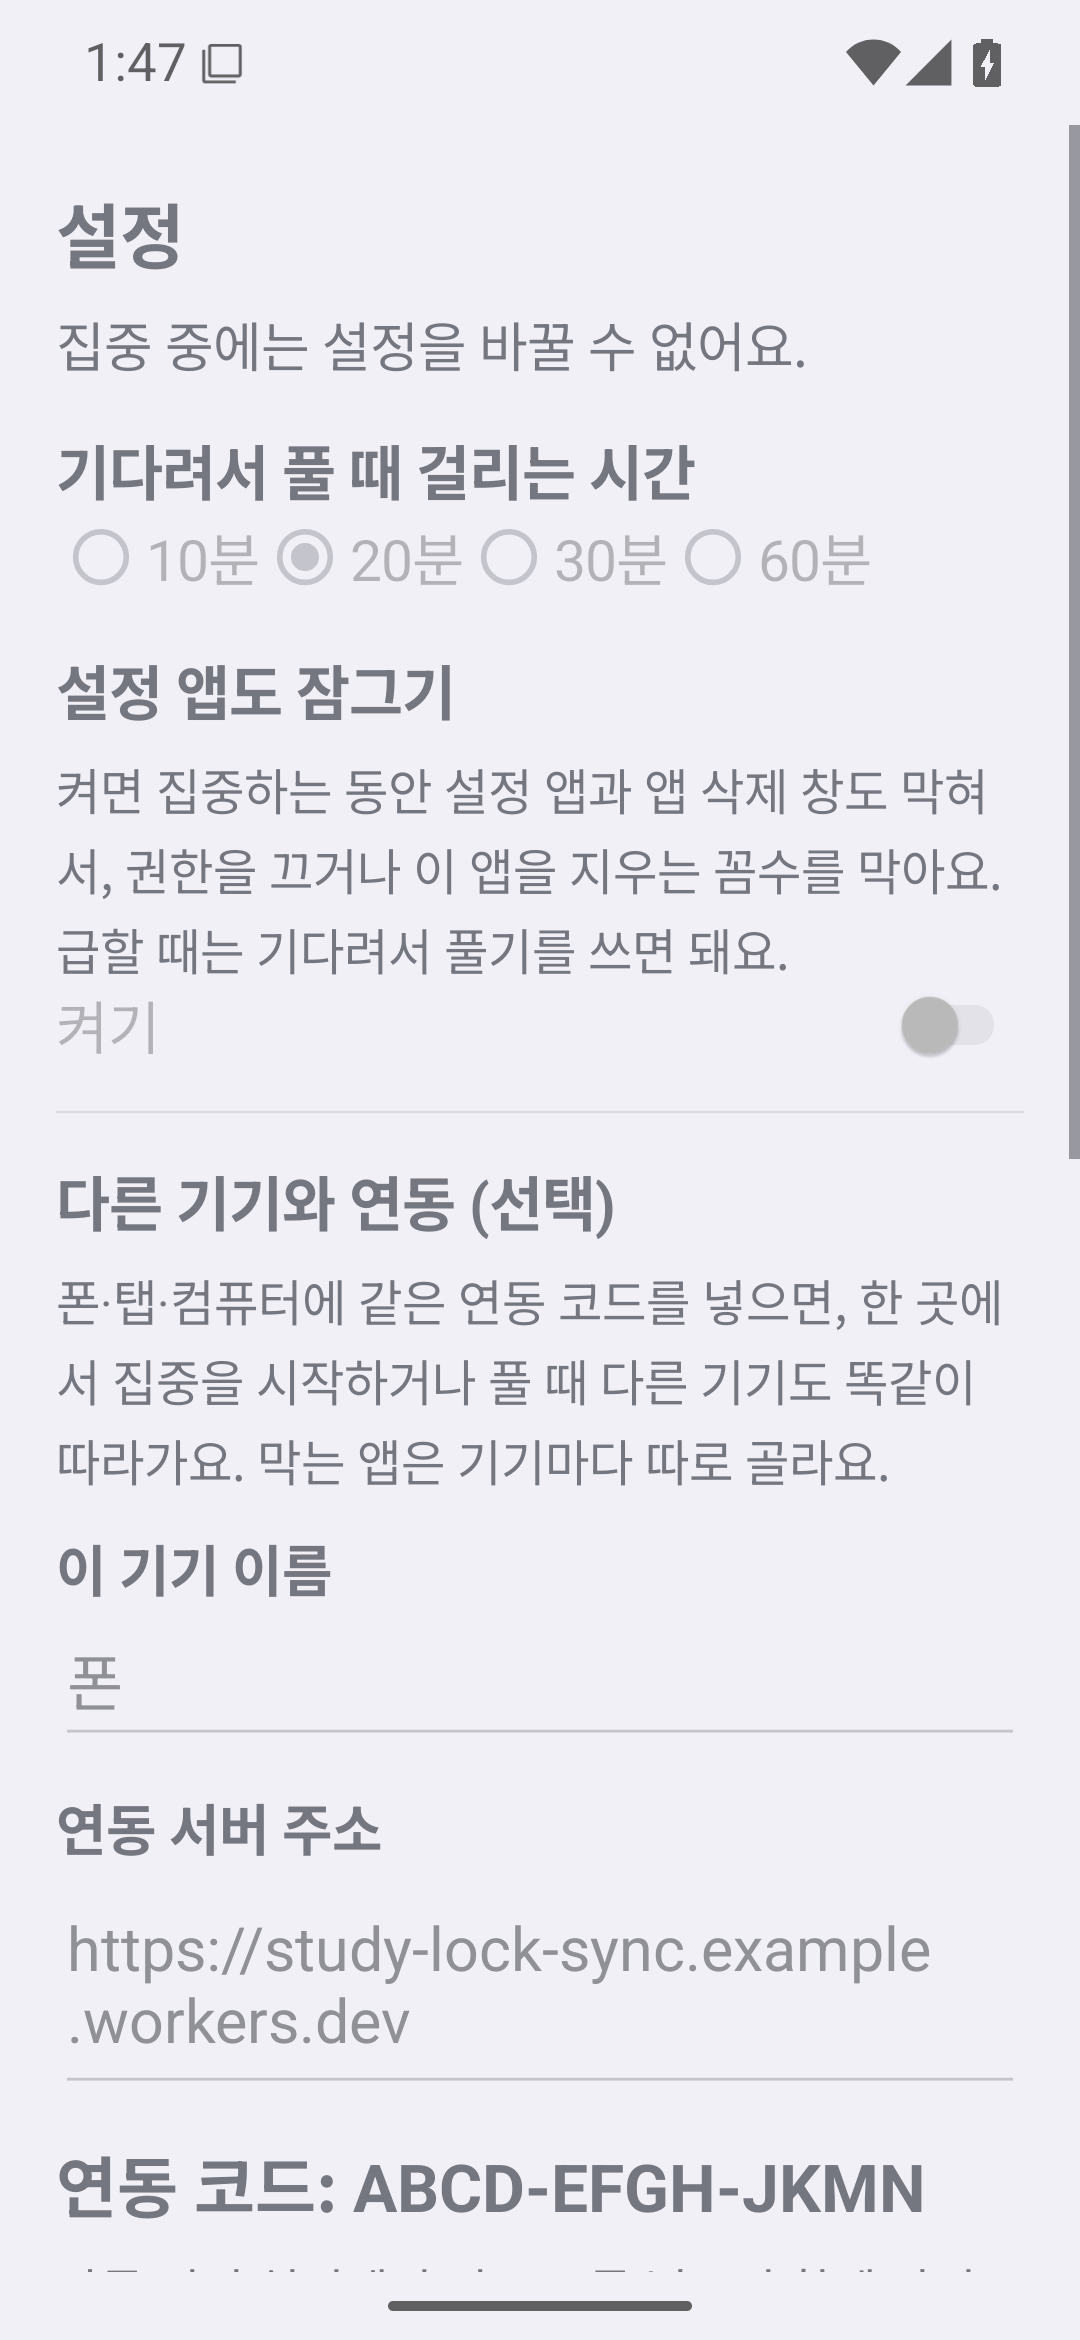 1:47
설정
집중 중에는 설정을 바꿀 수 없어요.
기다려서 풀 때 걸리는 시간
10분 20분 30분 60분
설정 앱도 잠그기
켜면 집중하는 동안 설정 앱과 앱 삭제 창도 막혀
서, 권한을 끄거나 이 앱을 지우는 꼼수를 막아요.
급할 때는 기다려서 풀기를 쓰면 돼요.
켜기
다른 기기와 연동 (선택)
폰·탭·컴퓨터에 같은 연동 코드를 넣으면, 한 곳에
서 집중을 시작하거나 풀 때 다른 기기도 똑같이
따라가요. 막는 앱은 기기마다 따로 골라요.
이 기기 이름
폰
연동 서버 주소
https://study-lock-sync.example
.workers.dev
연동 코드: ABCD-EFGH-JKMN